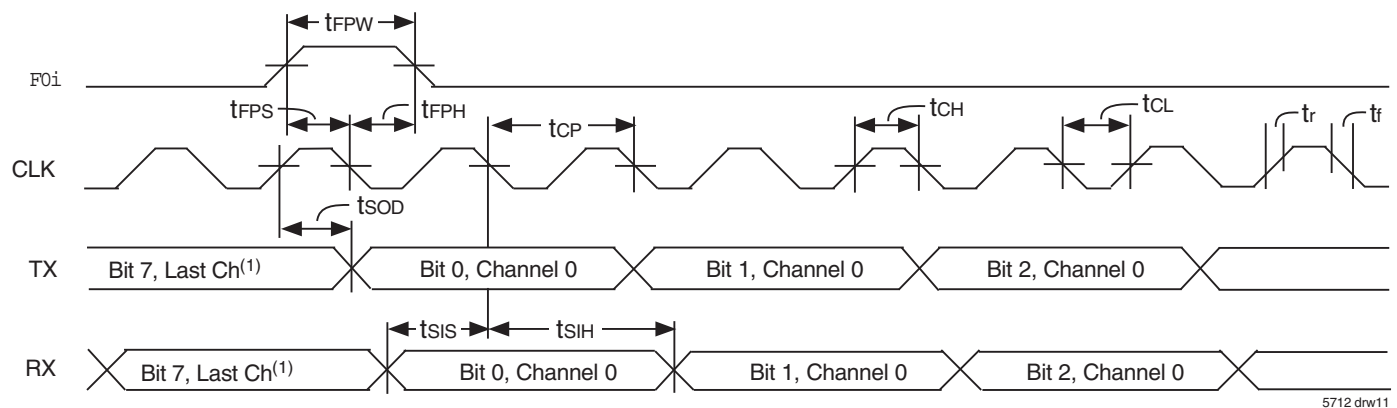 tFPW
F0i
tFPS
tFPH
tCP
tCH
tCL
tr
tf
CLK
tSOD
TX
Bit 7, Last Ch(1)
Bit 0, Channel 0
Bit 1, Channel 0
Bit 2, Channel 0
tSIS
tSIH
RX
Bit 7, Last Ch(1)
Bit 0, Channel 0
Bit 1, Channel 0
Bit 2, Channel 0
5712 drw11